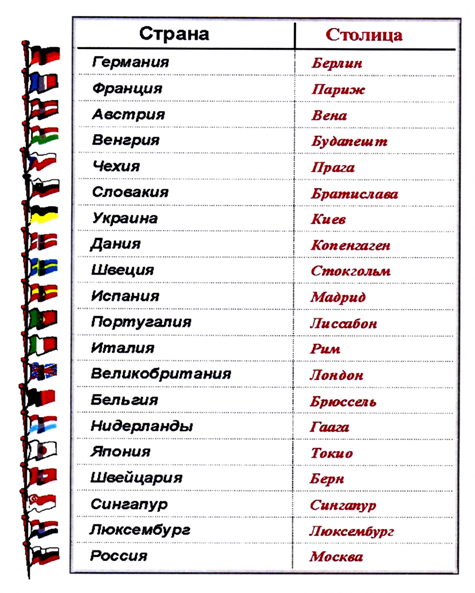 Страна Столица
Германия Берлин
Франция Париж
Австрия Вена
Венгрия Будапешт
Чехия Прага
Словакия Братислава
Украина Киев
Дания Копенгаген
Швеция Стокгольм
Испания Мадрид
Португалия Лиссабон
Италия Рим
Великобритания Лондон
Бельгия Брюссель
Нидерланды Гаага
Япония Токио
Швейцария Берн
Сингапур Сингапур
Люксембург Люксембург
Россия Москва